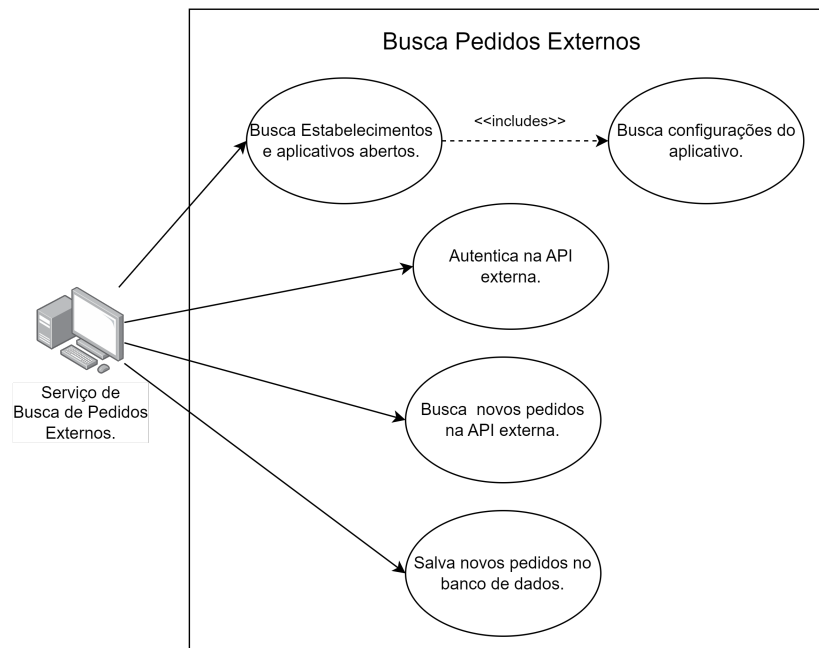 Busca Pedidos Externos
Busca Estabelecimentos
e aplicativos abertos.
<<includes>>
Busca configurações do
aplicativo.
Autentica na API
externa.
Serviço de
Busca de Pedidos
Externos.
Busca  novos pedidos
na API externa.
Salva novos pedidos no
banco de dados.